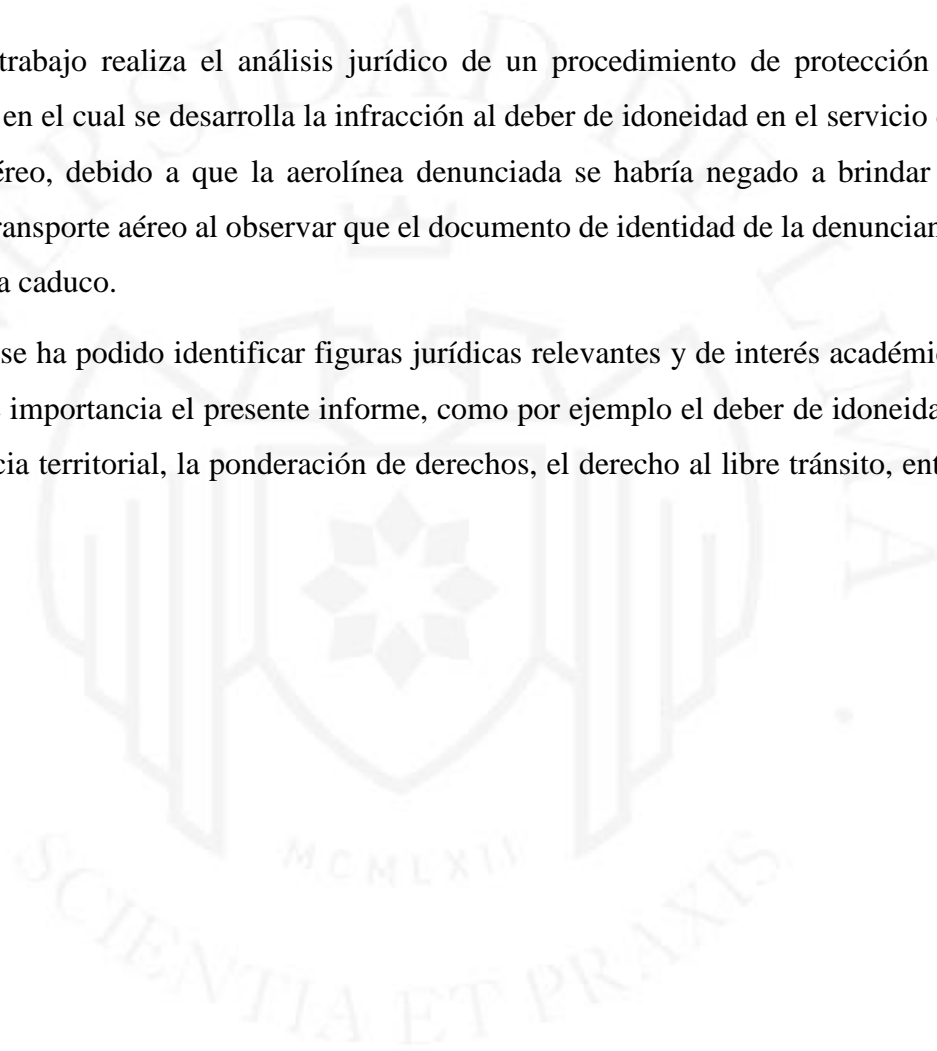 trabajo realiza el análisis jurídico de un procedimiento de protección
en el cual se desarrolla la infracción al deber de idoneidad en el servicio
éreo, debido a que la aerolínea denunciada se habría negado a brindar
ransporte aéreo al observar que el documento de identidad de la denuncian
a caduco.
se ha podido identificar figuras jurídicas relevantes y de interés académi
importancia el presente informe, como por ejemplo el deber de idoneida
cia territorial, la ponderación de derechos, el derecho al libre tránsito, ent
ERSIDAD DE LIMA
MCMLXII
SCIENTIA ET PRAXIS